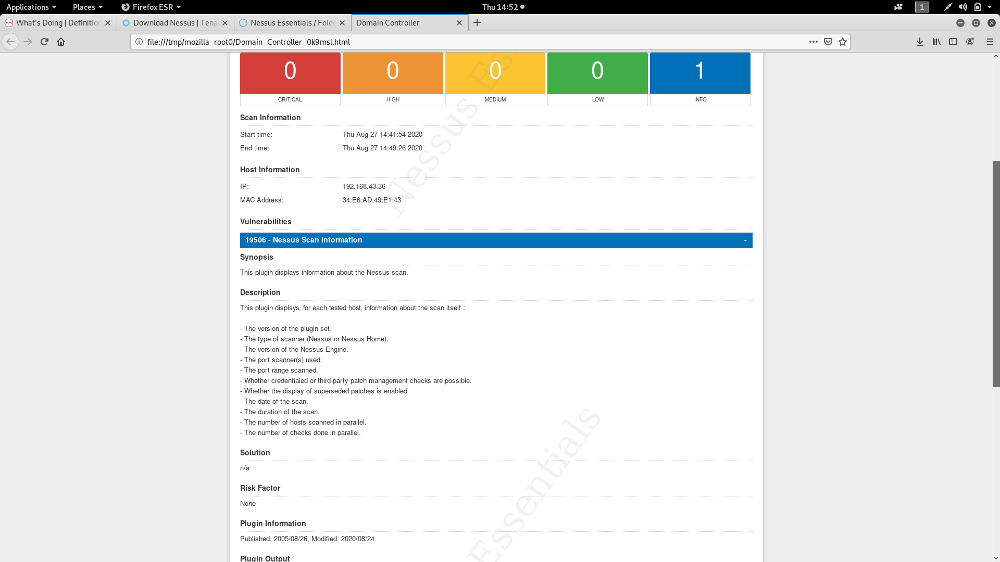 Applications Places Firefox ESR Thu 14:52 1
What's Doing | Definition Download Nessus | Tena Nessus Essentials / Folde Domain Controller
file:///tmp/mozilla_root0/Domain_Controller_0k9msl.html
0 0 0 0 1
CRITICAL HIGH MEDIUM LOW INFO
Scan Information
Start time: Thu Aug 27 14:41:54 2020
End time: Thu Aug 27 14:49:26 2020
Host Information
IP: 192.168.43.36
MAC Address: 34:E6:AD:49:E1:43
Vulnerabilities
19506 - Nessus Scan Information -
Synopsis
This plugin displays information about the Nessus scan.
Description
This plugin displays, for each tested host, information about the scan itself :
- The version of the plugin set.
- The type of scanner (Nessus or Nessus Home).
- The version of the Nessus Engine.
- The port scanner(s) used.
- The port range scanned.
- Whether credentialed or third-party patch management checks are possible.
- Whether the display of superseded patches is enabled
- The date of the scan.
- The duration of the scan.
- The number of hosts scanned in parallel.
- The number of checks done in parallel.
Solution
n/a
Risk Factor
None
Plugin Information
Published: 2005/08/26, Modified: 2020/08/24
Plugin Output
Nessus Es
Essentials